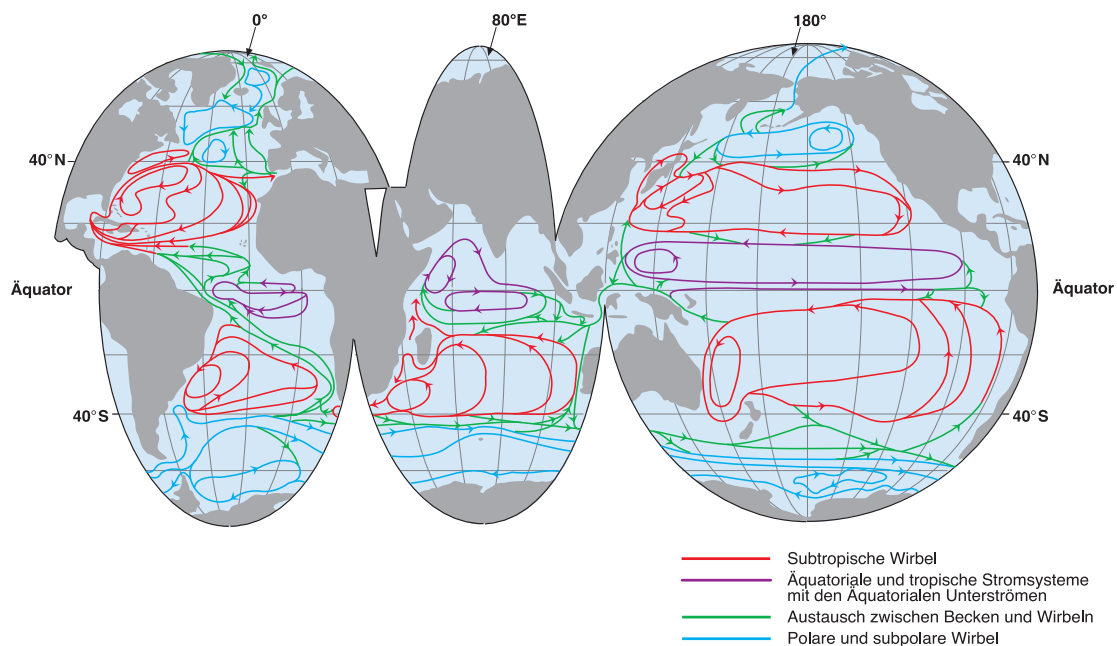 0°
80°E
180°
40°N
40°N
Äquator
Äquator
40°S
40°S
Subtropische Wirbel
Äquatoriale und tropische Stromsysteme
mit den Äquatorialen Unterströmen
Austausch zwischen Becken und Wirbeln
Polare und subpolare Wirbel